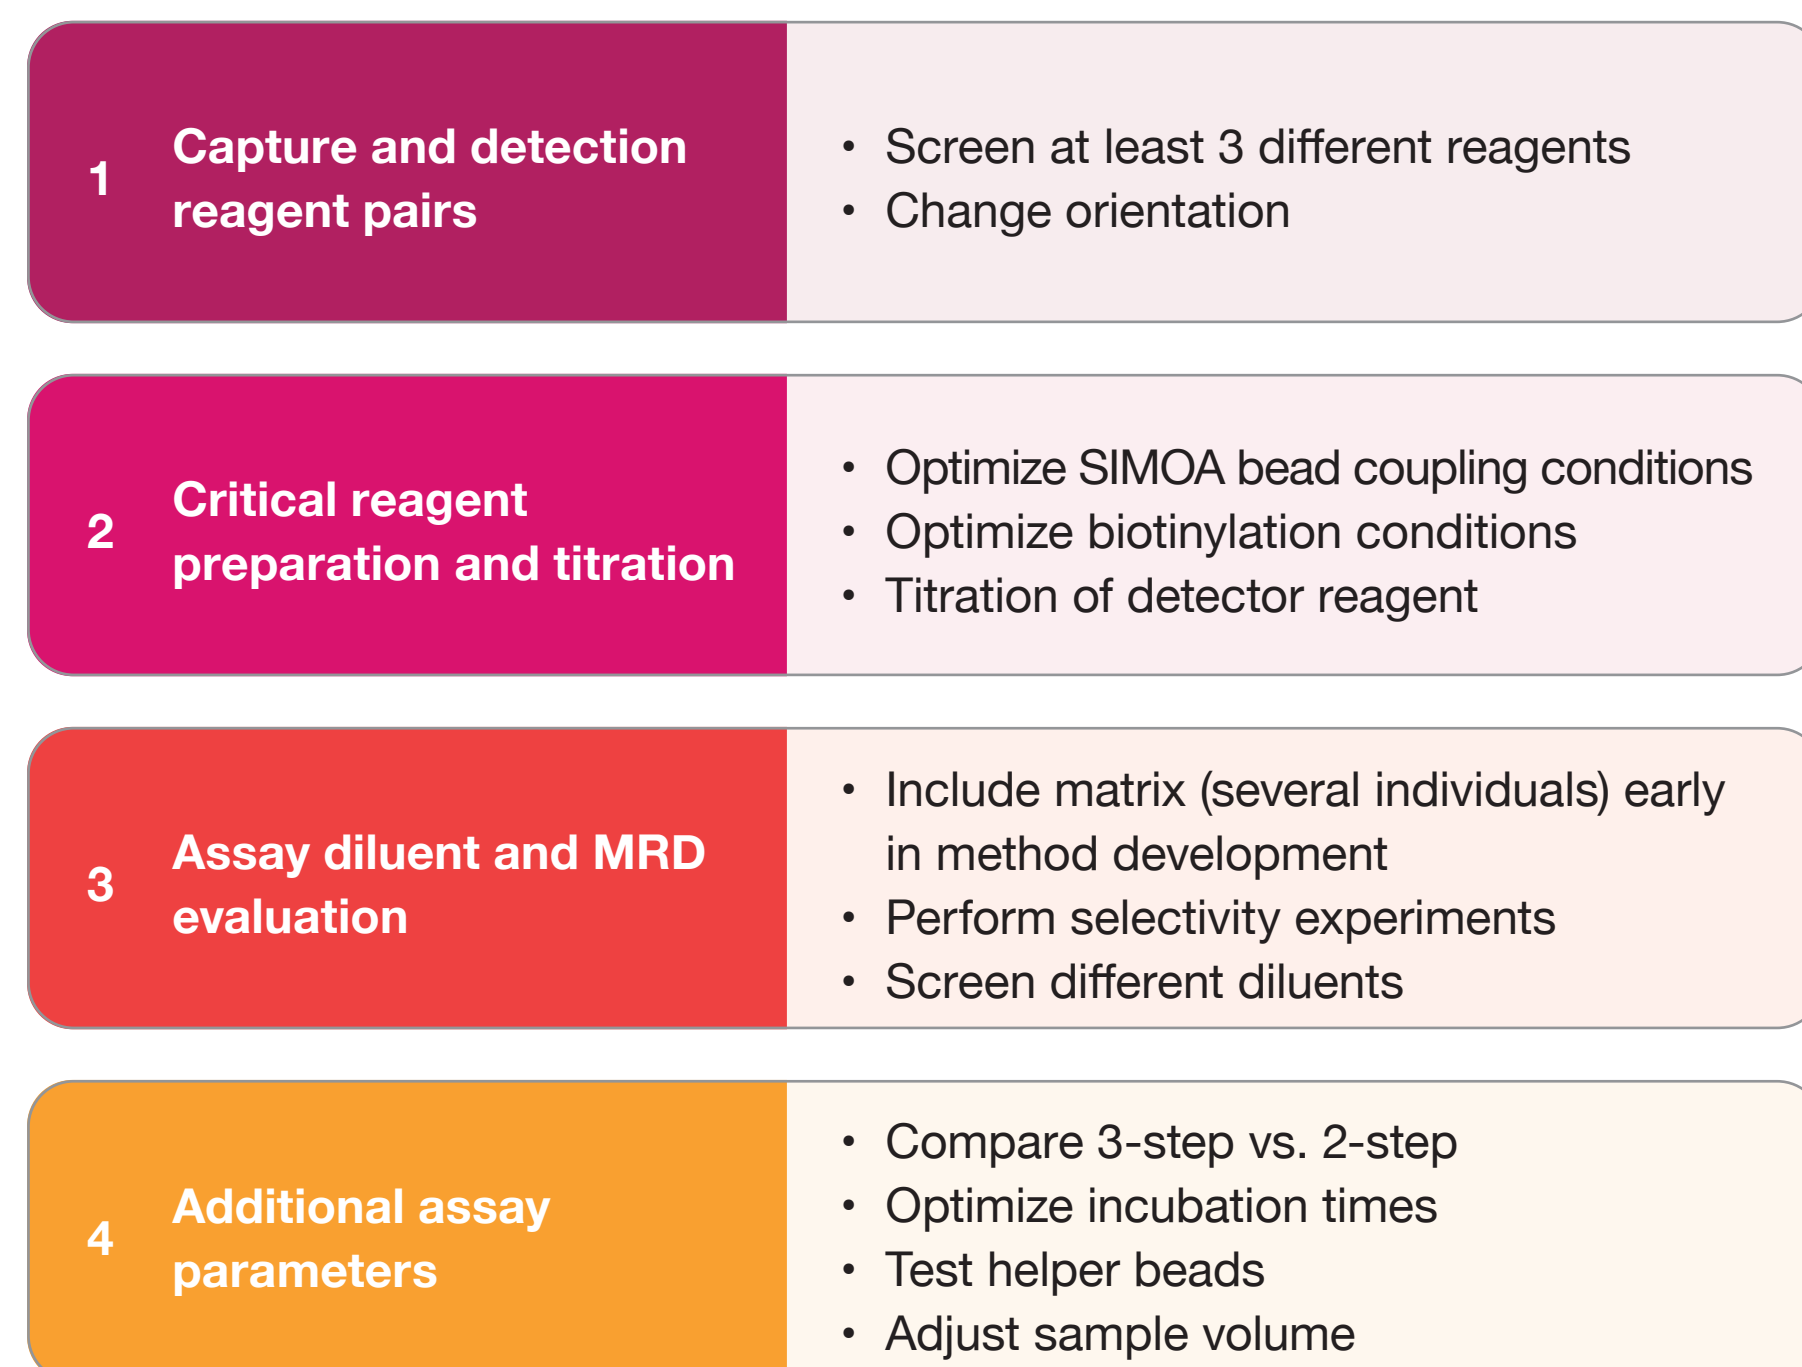 1
Capture and detection
reagent pairs
• Screen at least 3 different reagents
• Change orientation
2
Critical reagent
preparation and titration
• Optimize SIMOA bead coupling conditions
• Optimize biotinylation conditions
• Titration of detector reagent
3
Assay diluent and MRD
evaluation
• Include matrix (several individuals) early
in method development
• Perform selectivity experiments
• Screen different diluents
4
Additional assay
parameters
• Compare 3-step vs. 2-step
• Optimize incubation times
• Test helper beads
• Adjust sample volume